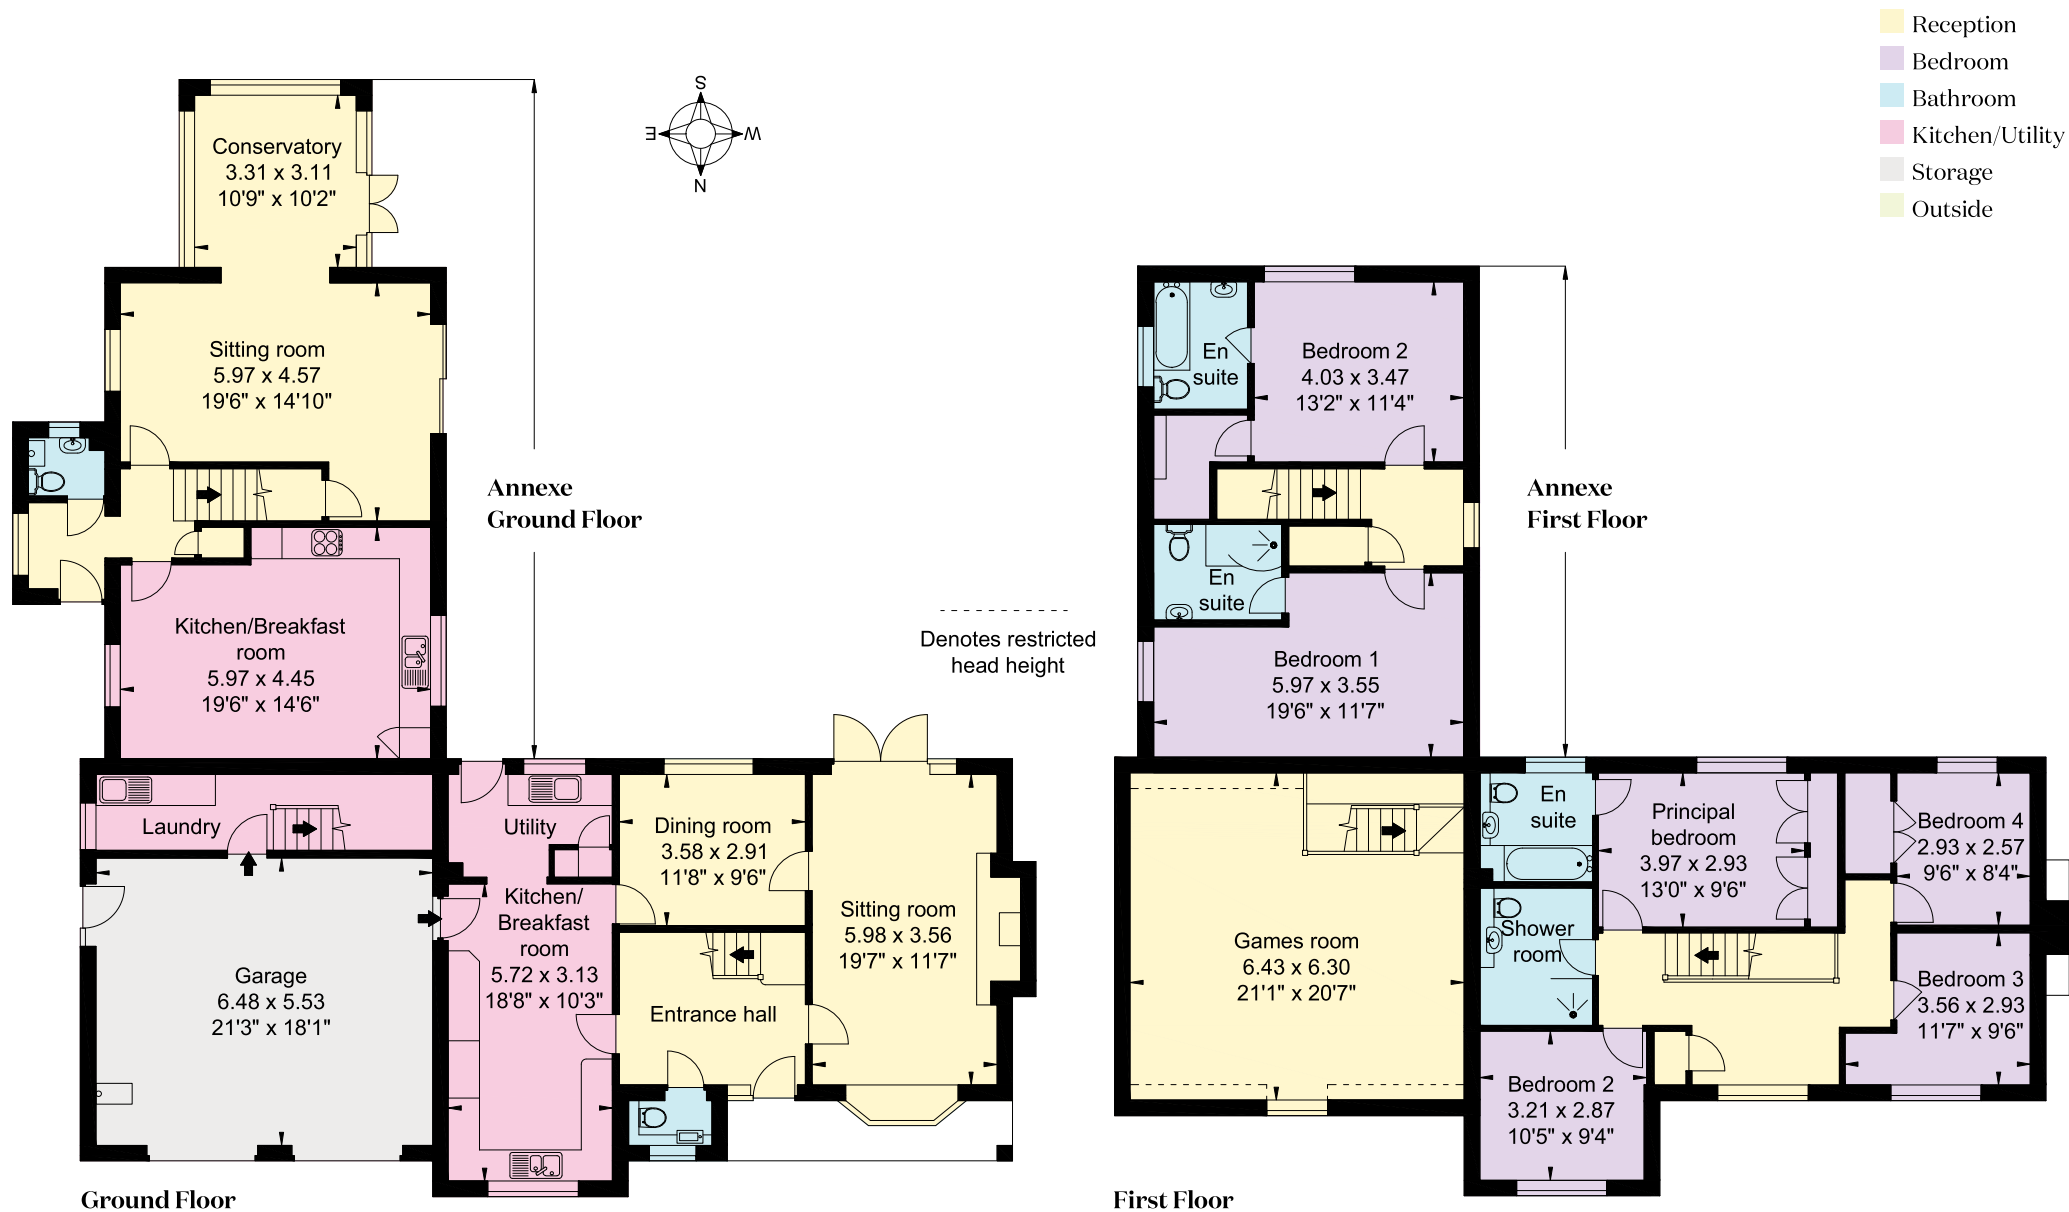 Reception
Bedroom
Bathroom
Kitchen/Utility
Storage
Outside
S
E
W
N
Conservatory
3.31 x 3.11
10'9" x 10'2"
Sitting room
5.97 x 4.57
19'6" x 14'10"
Annexe
Ground Floor
Kitchen/Breakfast
room
5.97 x 4.45
19'6" x 14'6"
Laundry
Utility
Dining room
3.58 x 2.91
11'8" x 9'6"
Kitchen/
Breakfast
room
5.72 x 3.13
18'8" x 10'3"
Sitting room
5.98 x 3.56
19'7" x 11'7"
Garage
6.48 x 5.53
21'3" x 18'1"
Entrance hall
Ground Floor
Denotes restricted
head height
En
suite
Bedroom 2
4.03 x 3.47
13'2" x 11'4"
Annexe
First Floor
En
suite
Bedroom 1
5.97 x 3.55
19'6" x 11'7"
En
suite
Principal
bedroom
3.97 x 2.93
13'0" x 9'6"
Bedroom 4
2.93 x 2.57
9'6" x 8'4"
Games room
6.43 x 6.30
21'1" x 20'7"
Shower
room
Bedroom 3
3.56 x 2.93
11'7" x 9'6"
Bedroom 2
3.21 x 2.87
10'5" x 9'4"
First Floor